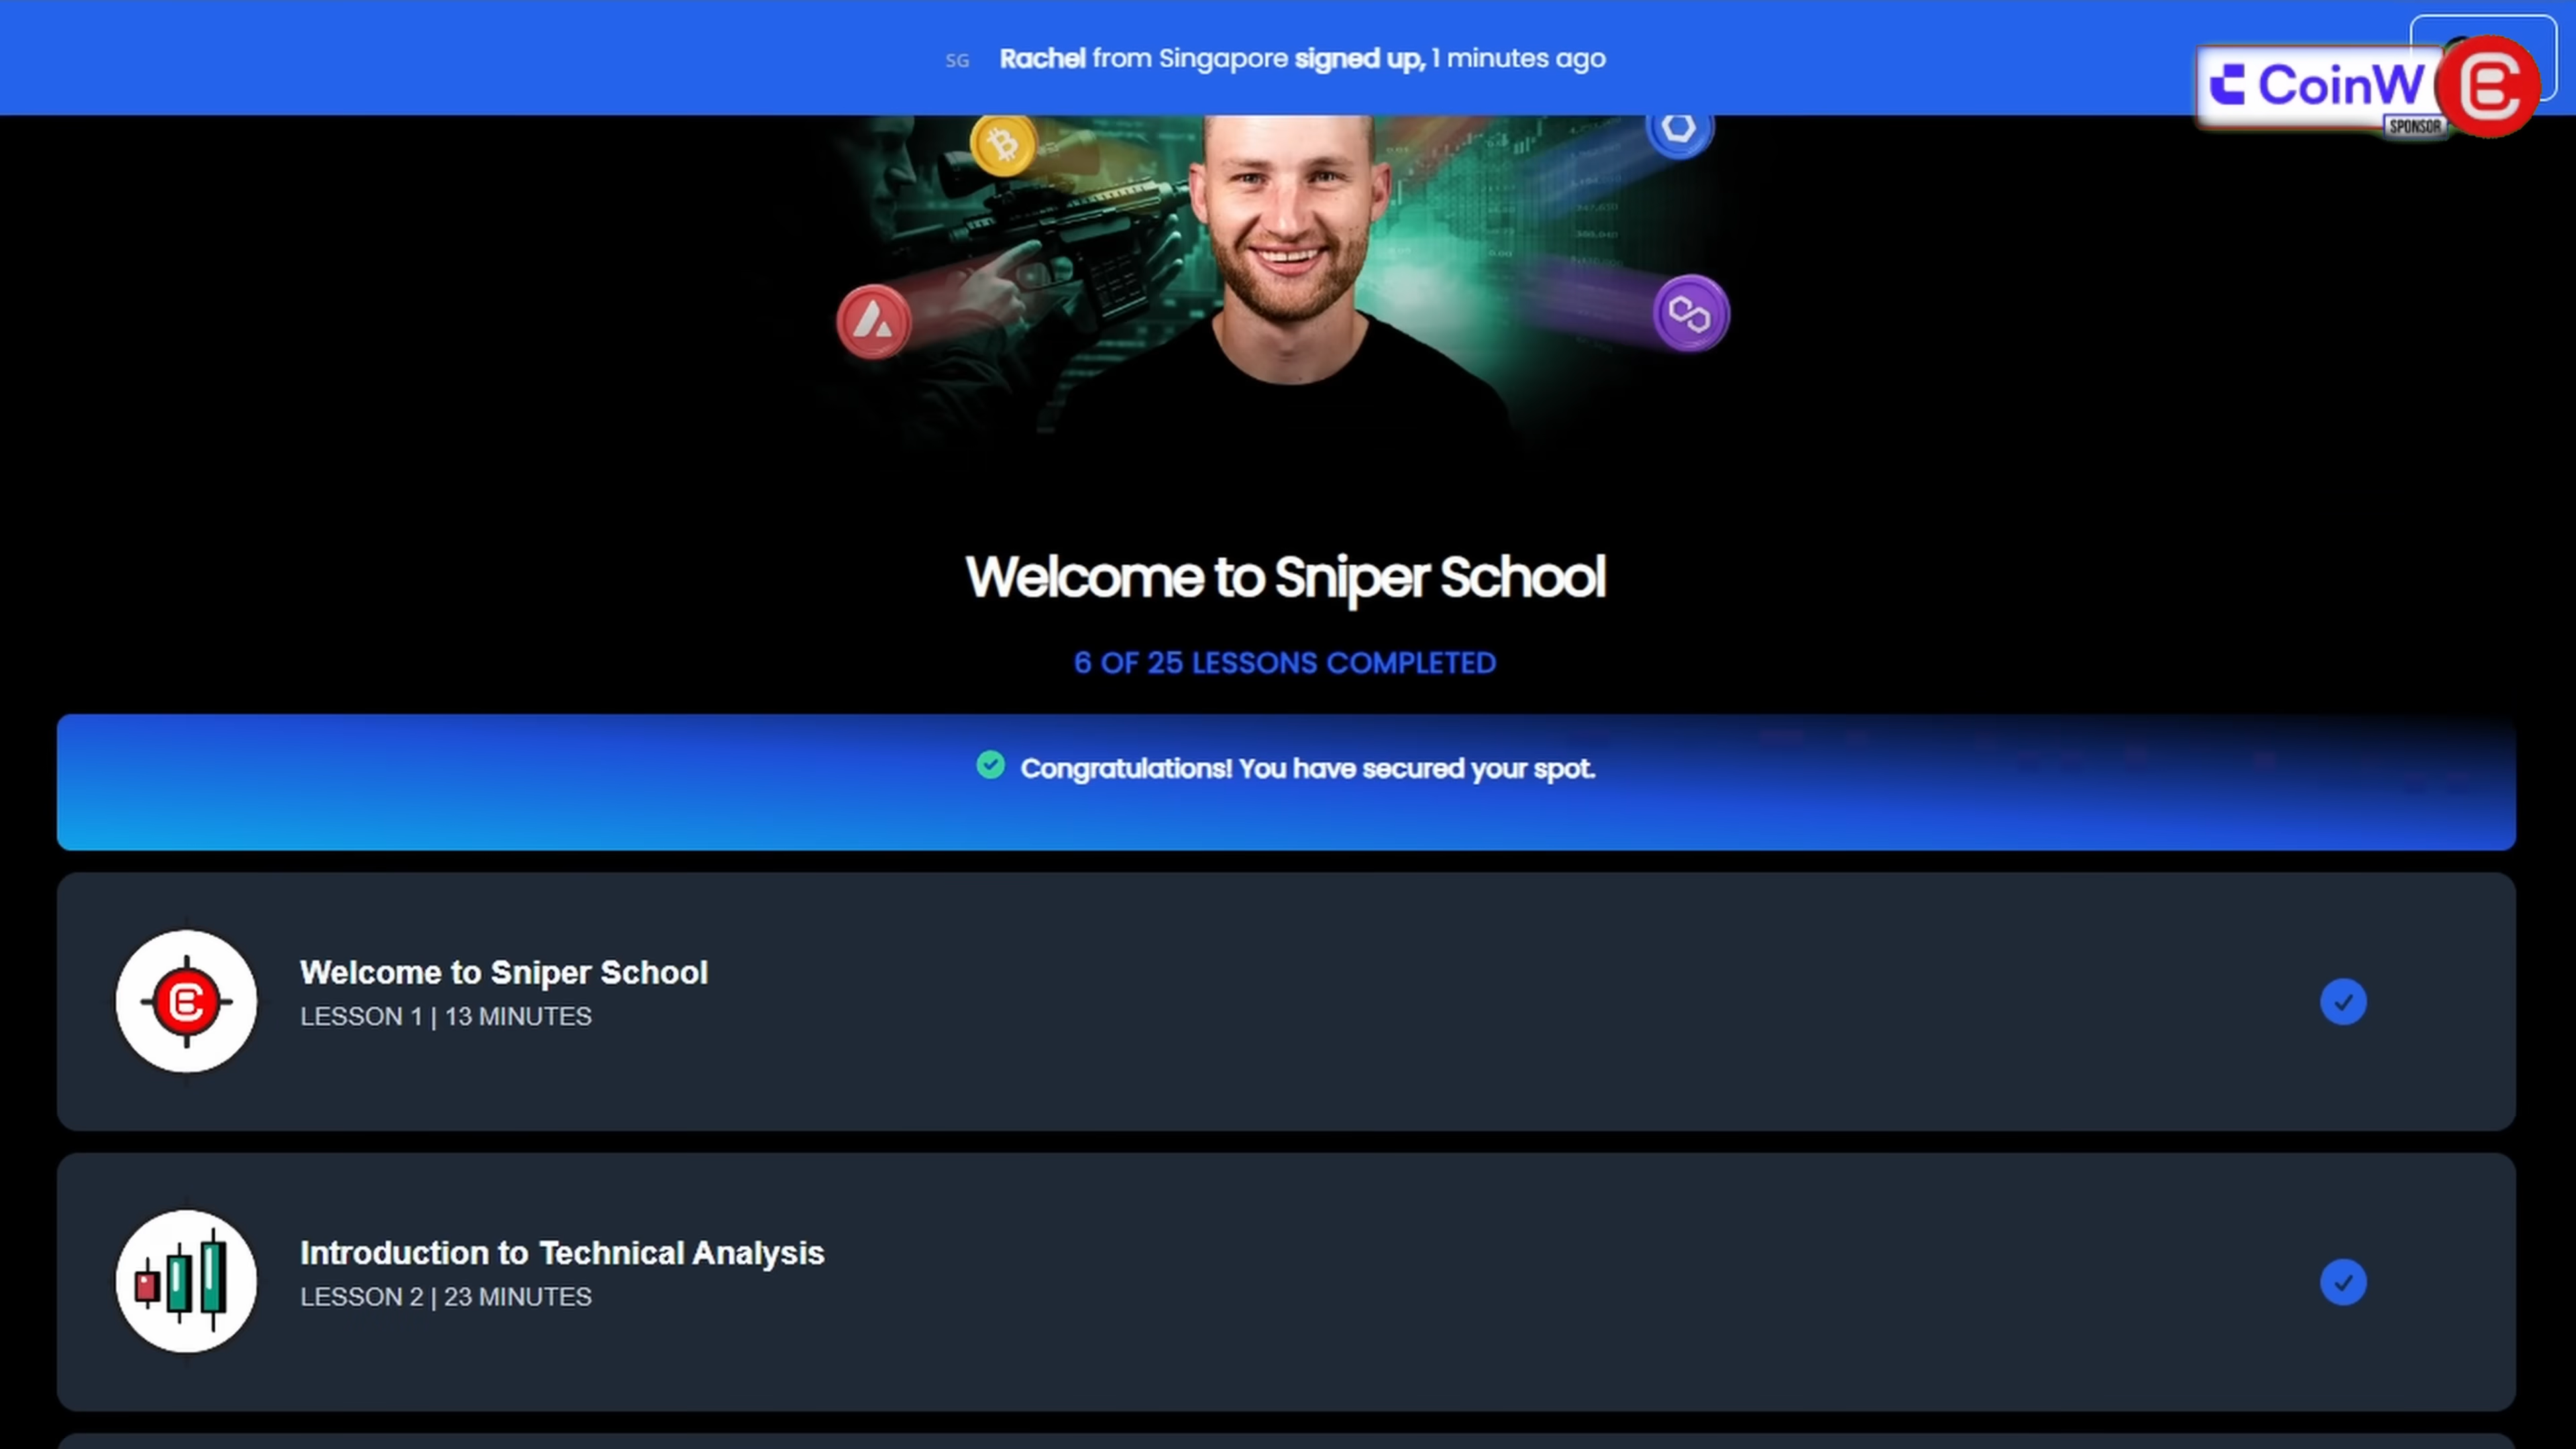 SG Rachel from Singapore signed up, 1 minutes ago
CoinW
SPONSOR
Welcome to Sniper School
6 OF 25 LESSONS COMPLETED
Congratulations! You have secured your spot.
Welcome to Sniper School
LESSON 1 | 13 MINUTES
Introduction to Technical Analysis
LESSON 2 | 23 MINUTES